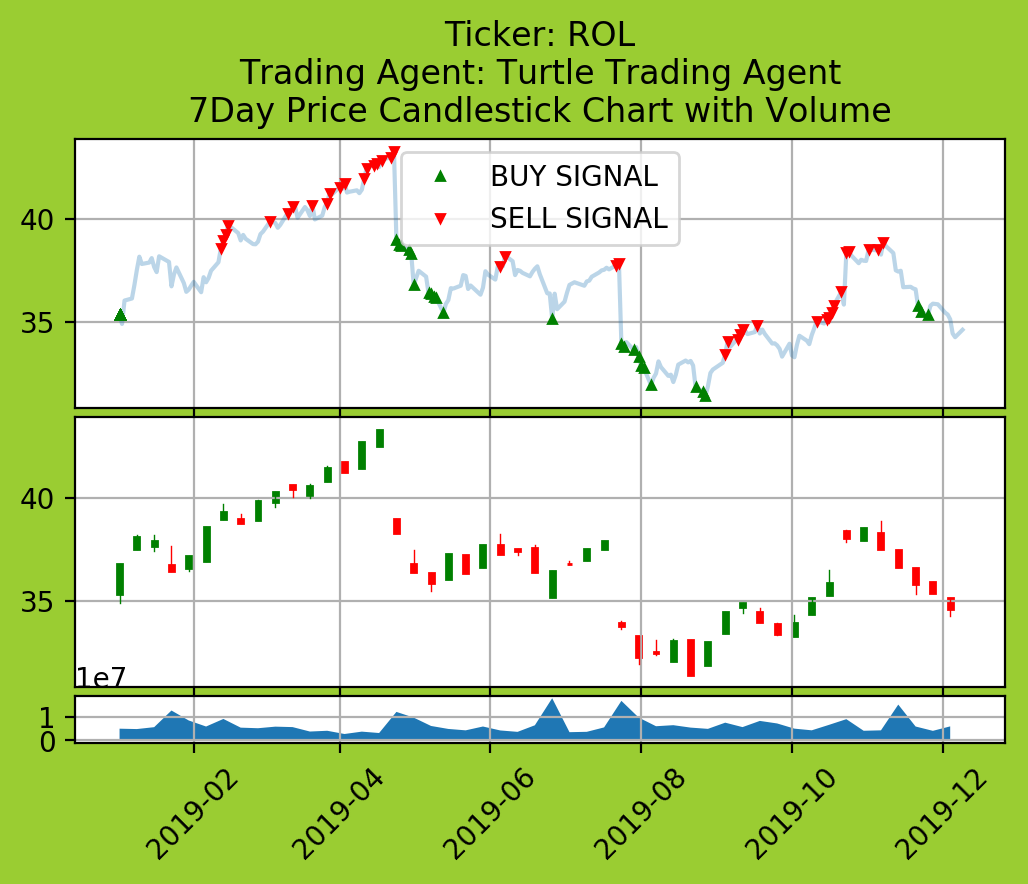 Ticker: ROL
Trading Agent: Turtle Trading Agent
7Day Price Candlestick Chart with Volume
BUY SIGNAL
SELL SIGNAL
40
35
40
35
1e7
1
0
2019-02
2019-04
2019-06
2019-08
2019-10
2019-12